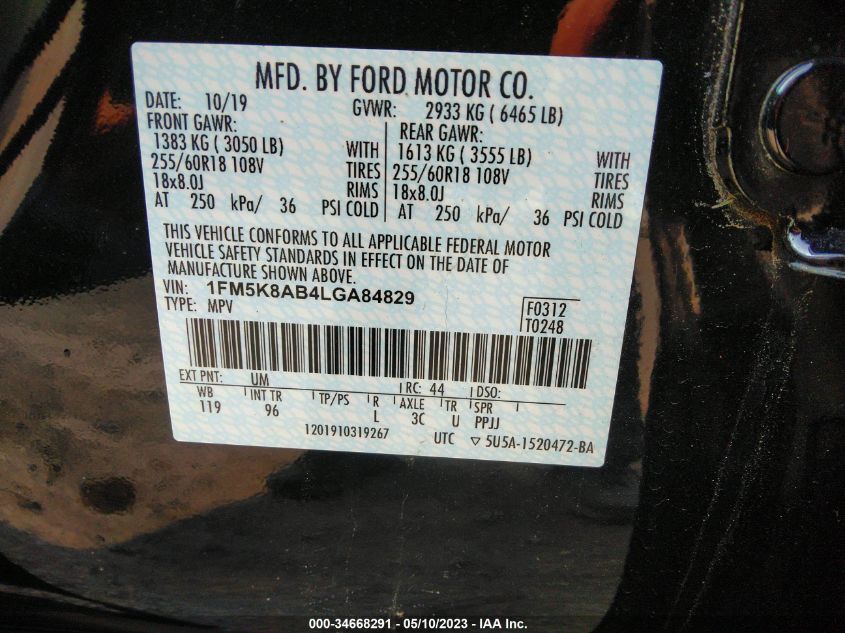 MFD. BY FORD MOTOR CO.
DATE: 10/19 GVWR: 2933 KG ( 6465 LB)
FRONT GAWR: REAR GAWR:
1383 KG ( 3050 LB) WITH 1613 KG ( 3555 LB) WITH
255/60R18 108V TIRES 255/60R18 108V TIRES
18x8.0J RIMS 18x8.0J RIMS
AT 250 kPa/ 36 PSI COLD AT 250 kPa/ 36 PSI COLD
THIS VEHICLE CONFORMS TO ALL APPLICABLE FEDERAL MOTOR
VEHICLE SAFETY STANDARDS IN EFFECT ON THE DATE OF
MANUFACTURE SHOWN ABOVE.
VIN: 1FM5K8AB4LGA84829 F0312
TYPE: MPV T0248
EXT PNT: UM RC: 44 DSO:
WB INT TR TP/PS R AXLE TR SPR
119 96 L 3C U PPJJ
1201910319267 UTC ▽ 5U5A-1520472-BA
000-34668291 - 05/10/2023 - IAA Inc.